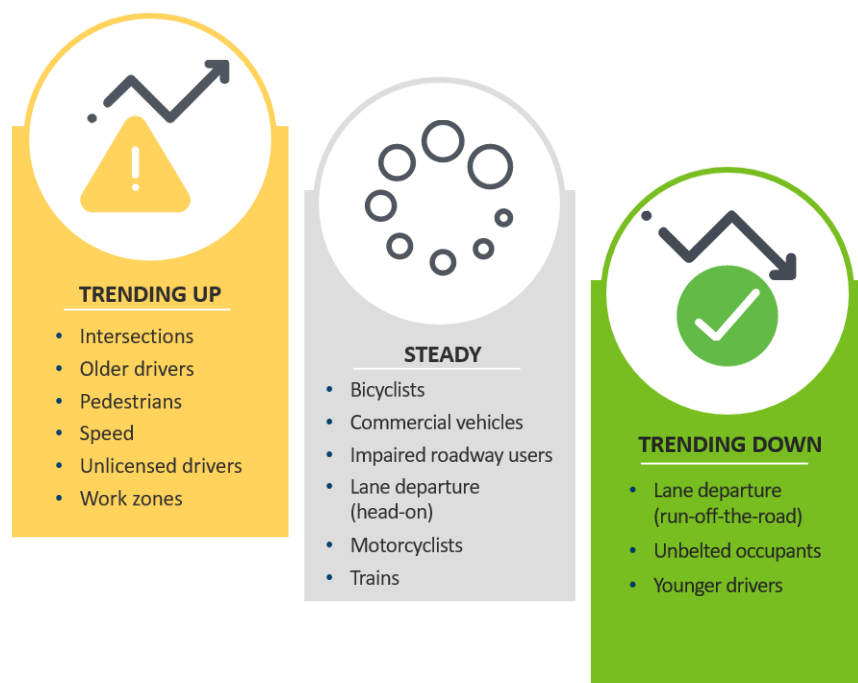 TRENDING UP
• Intersections
• Older drivers
• Pedestrians
• Speed
• Unlicensed drivers
• Work zones
STEADY
• Bicyclists
• Commercial vehicles
• Impaired roadway users
• Lane departure
(head-on)
• Motorcyclists
• Trains
TRENDING DOWN
• Lane departure
(run-off-the-road)
• Unbelted occupants
• Younger drivers